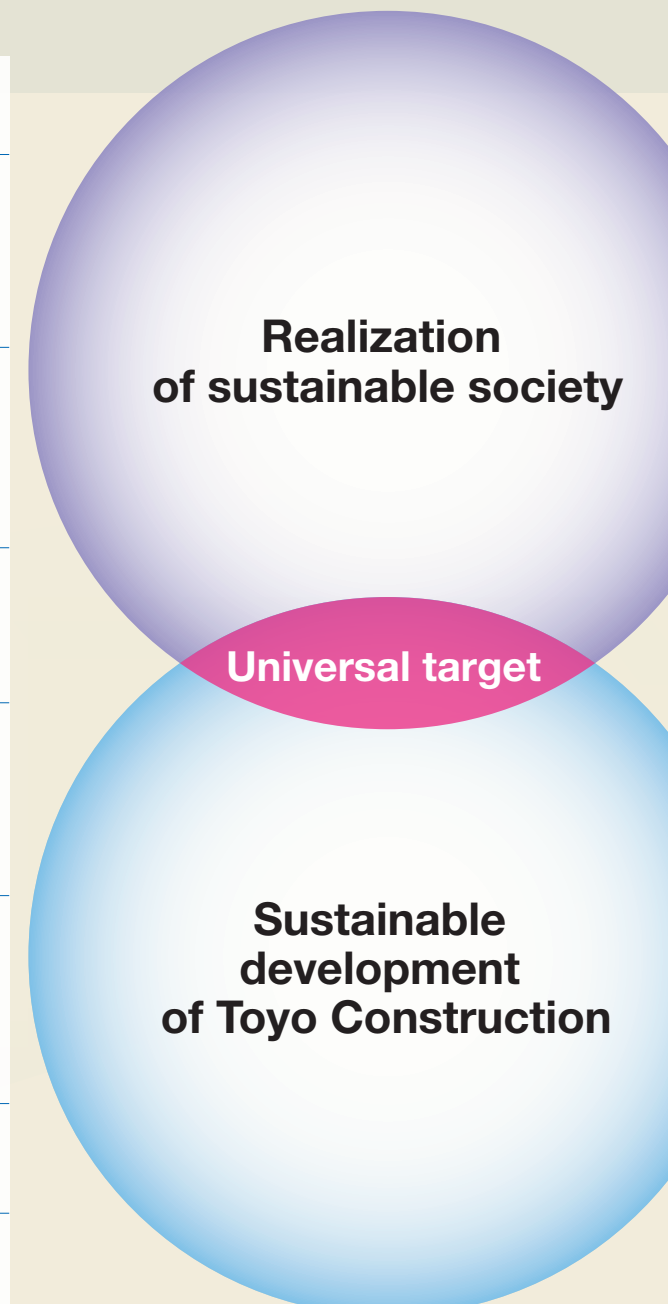 Realization
of sustainable society
Universal target
Sustainable
development
of Toyo Construction